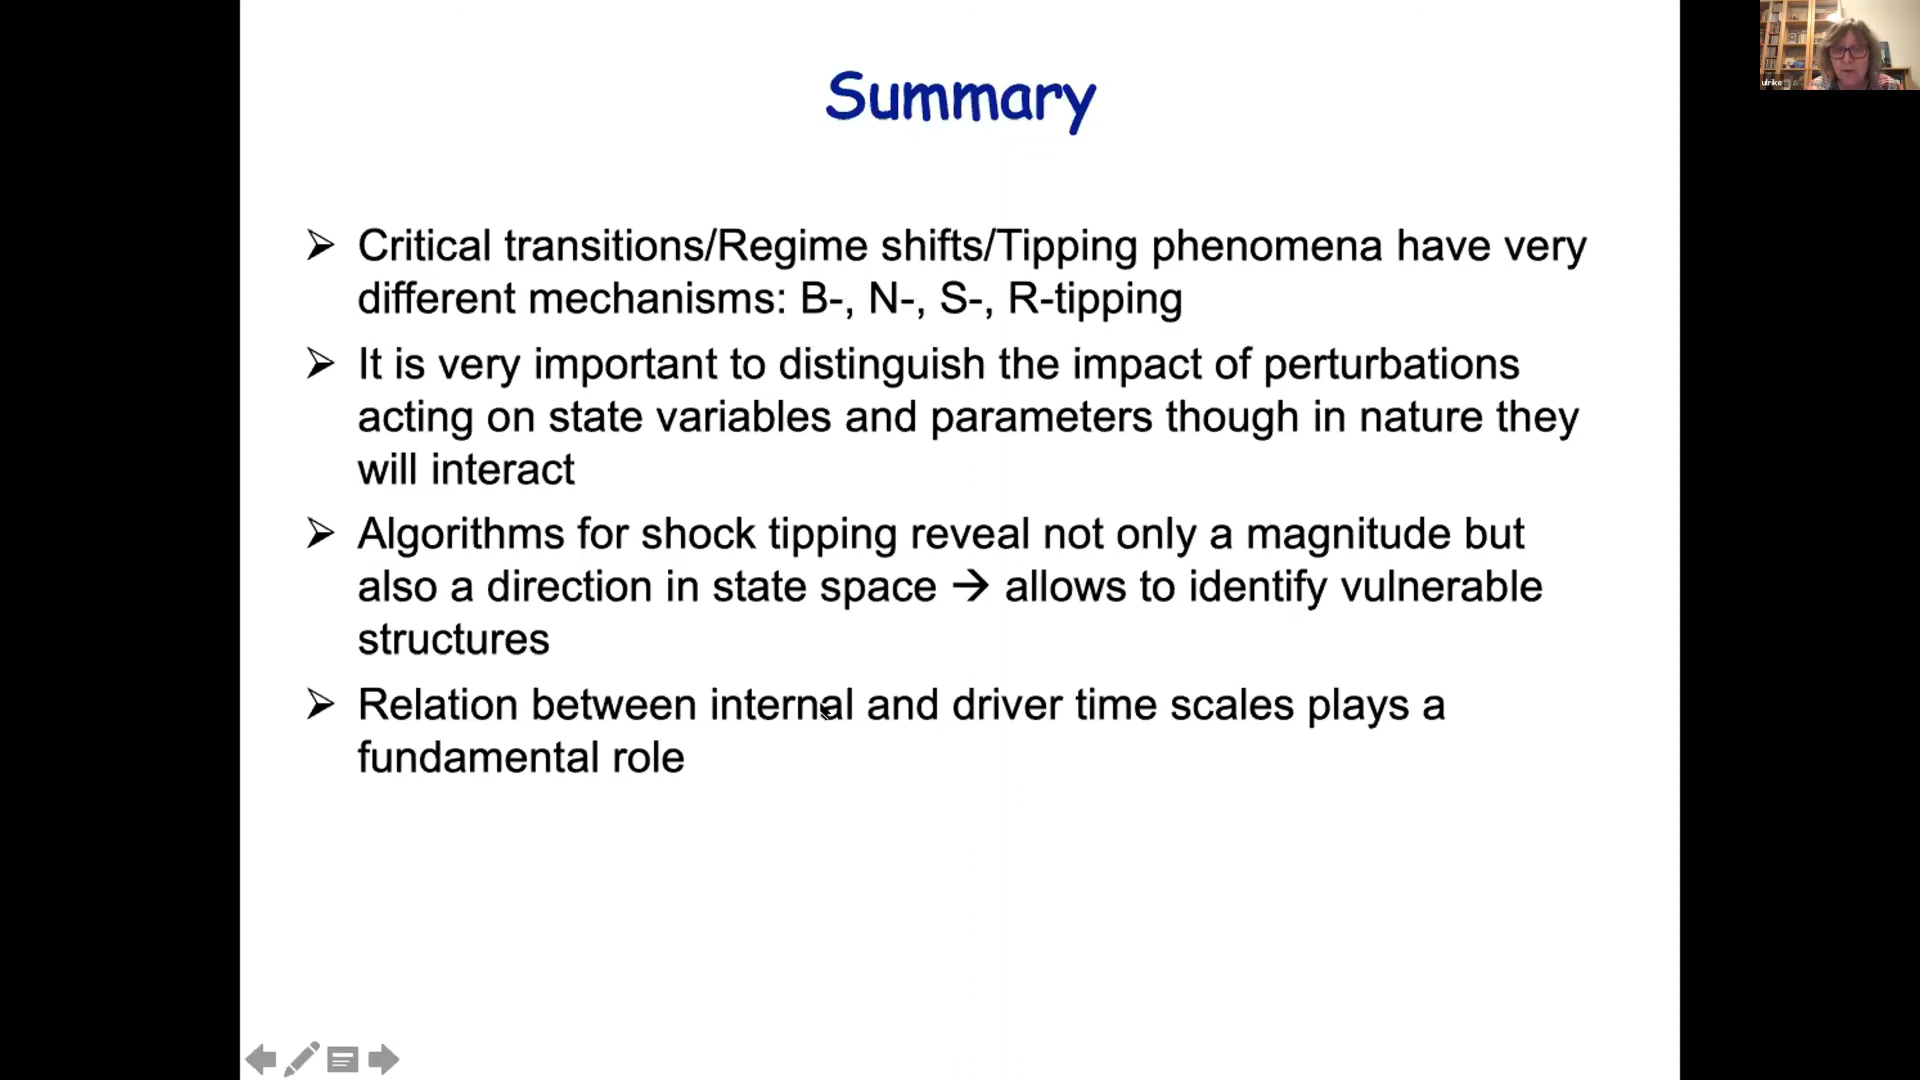 Summary
Critical transitions/Regime shifts/Tipping phenomena have very
different mechanisms: B-, N-, S-, R-tipping
It is very important to distinguish the impact of perturbations
acting on state variables and parameters though in nature they
will interact
Algorithms for shock tipping reveal not only a magnitude but
also a direction in state space → allows to identify vulnerable
structures
Relation between internal and driver time scales plays a
fundamental role
ulrike